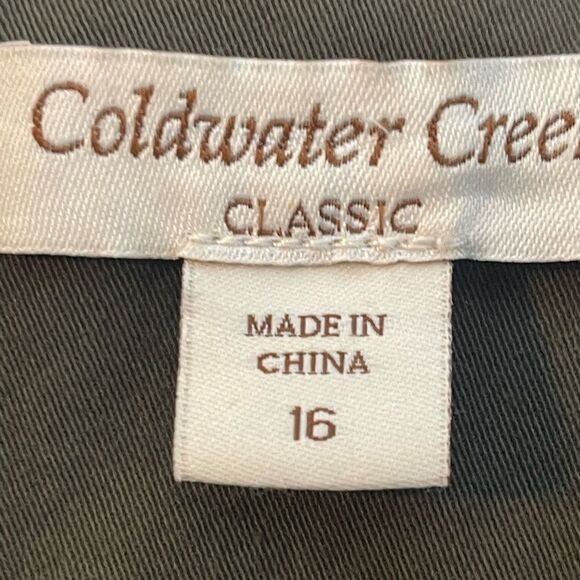 Coldwater Cree
CLASSIC
MADE IN
CHINA
16